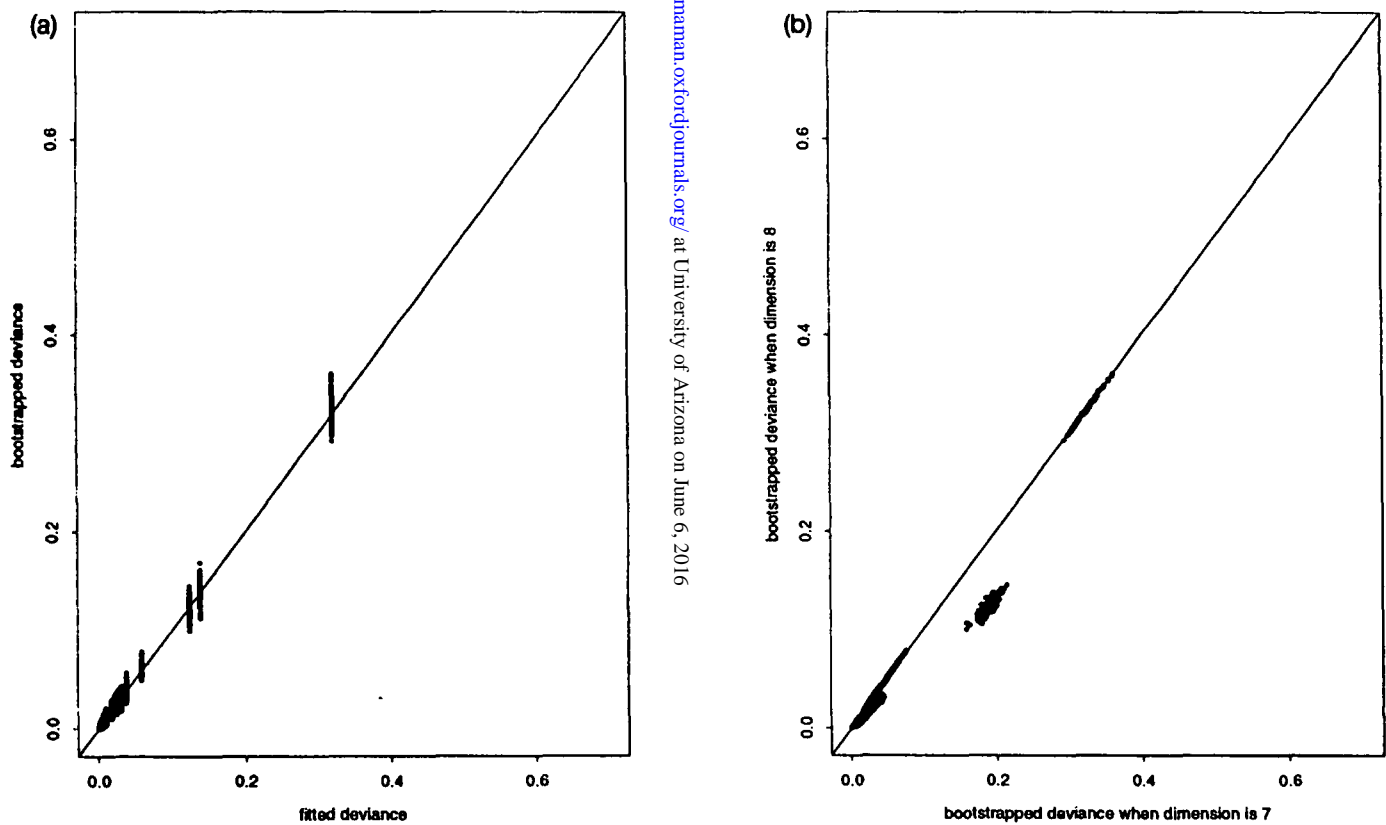 (a)
0.6
0.4
0.2
0.0
bootstrapped deviance
0.0 0.2 0.4 0.6
fitted deviance
maman.oxfordjournals.org/ at University of Arizona on June 6, 2016
(b)
0.6
0.4
0.2
0.0
bootstrapped deviance when dimension is 8
0.0 0.2 0.4 0.6
bootstrapped deviance when dimension is 7